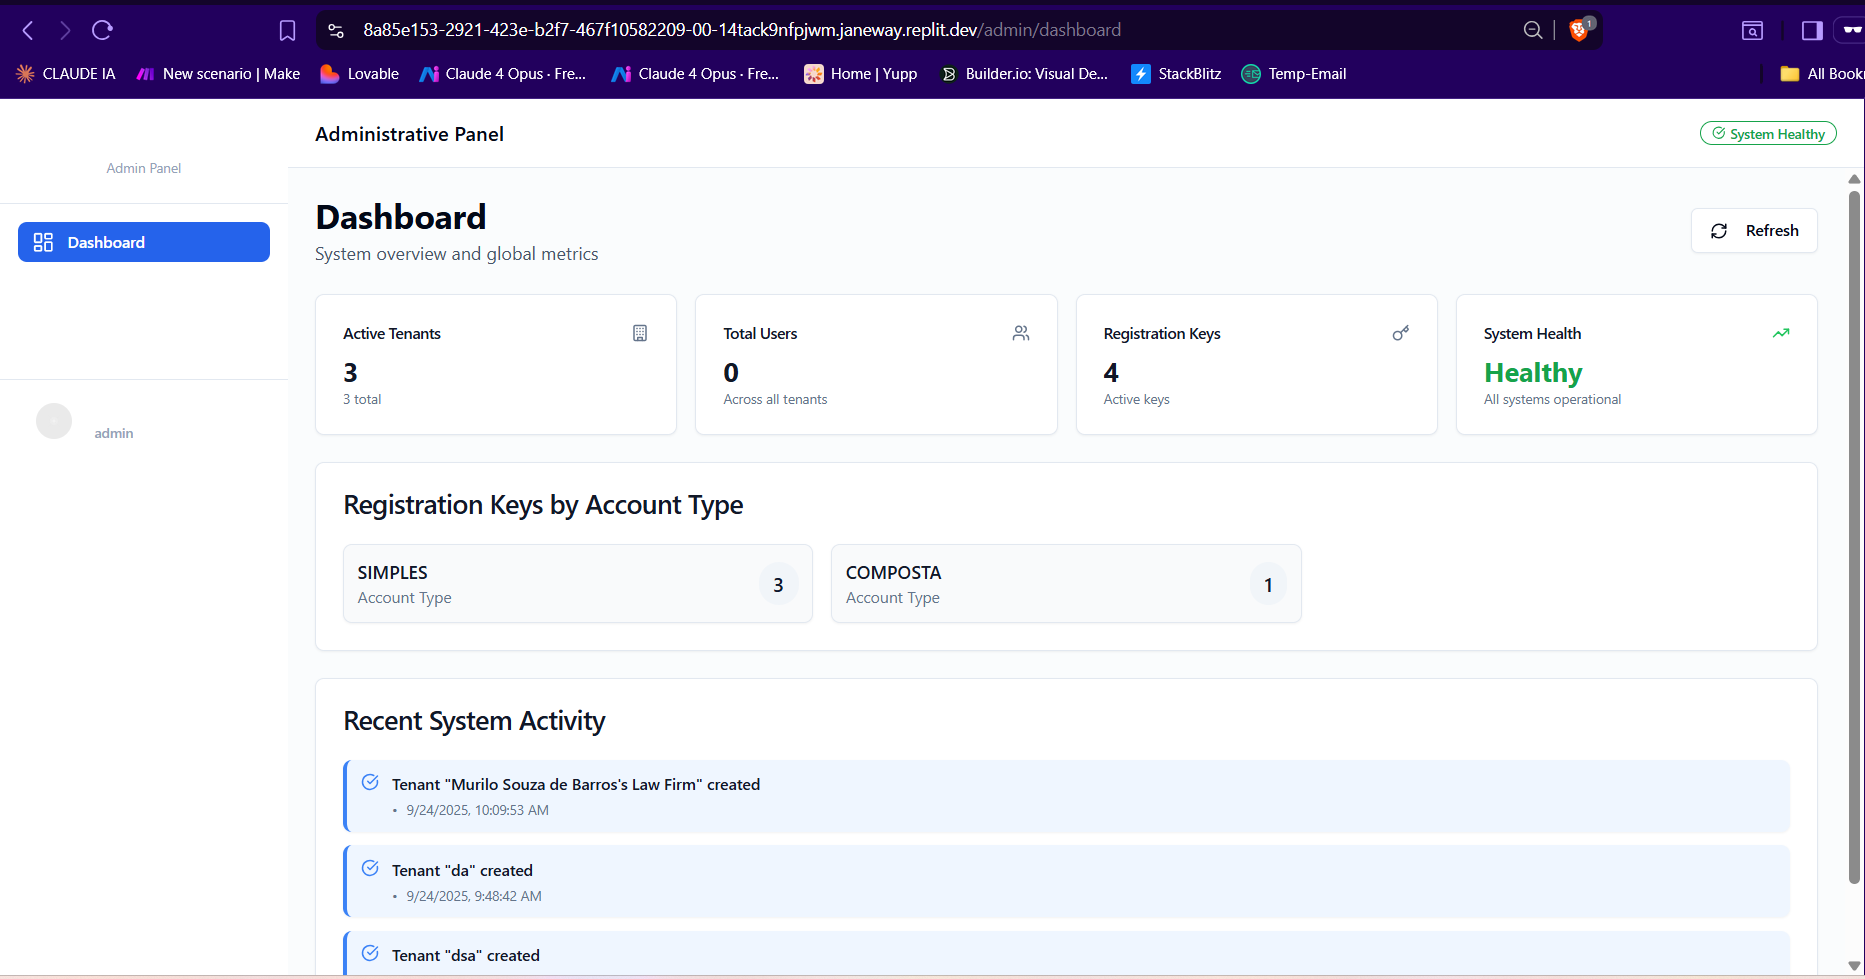 8a85e153-2921-423e-b2f7-467f10582209-00-14tack9nfpjwm.janeway.replit.dev/admin/dashboard
1
CLAUDE IA
New scenario | Make
Lovable
Claude 4 Opus · Fre...
Claude 4 Opus · Fre...
Home | Yupp
Builder.io: Visual De...
StackBlitz
Temp-Email
All Book
Admin Panel
Dashboard
admin
Administrative Panel
System Healthy
Dashboard
System overview and global metrics
Refresh
Active Tenants
3
3 total
Total Users
0
Across all tenants
Registration Keys
4
Active keys
System Health
Healthy
All systems operational
Registration Keys by Account Type
SIMPLES
Account Type
3
COMPOSTA
Account Type
1
Recent System Activity
Tenant "Murilo Souza de Barros's Law Firm" created
• 9/24/2025, 10:09:53 AM
Tenant "da" created
• 9/24/2025, 9:48:42 AM
Tenant "dsa" created